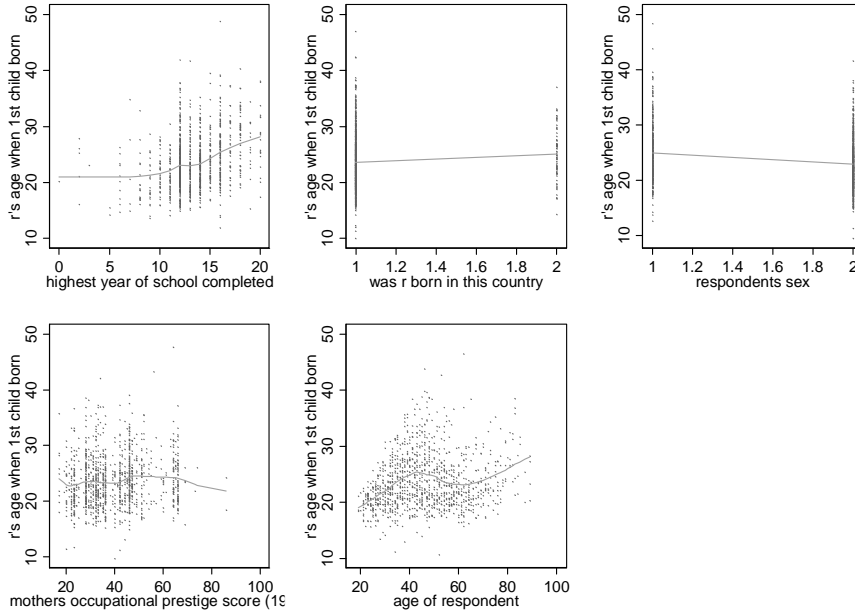 r's age when 1st child born
50
40
30
20
10
0 5 10 15 20
highest year of school completed
r's age when 1st child born
50
40
30
20
10
1 1.2 1.4 1.6 1.8 2
was r born in this country
r's age when 1st child born
50
40
30
20
10
1 1.2 1.4 1.6 1.8 2
respondents sex
r's age when 1st child born
50
40
30
20
10
20 40 60 80 100
mothers occupational prestige score (19
r's age when 1st child born
50
40
30
20
10
20 40 60 80 100
age of respondent